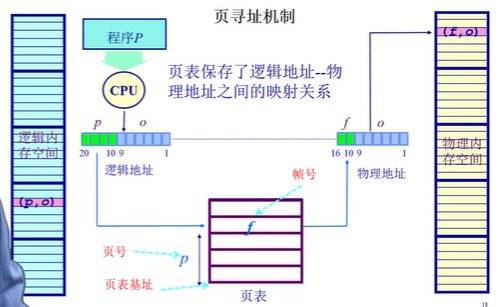 页寻址机制
程序P
CPU
页表保存了逻辑地址--物
理地址之间的映射关系
(f,o)
p o
20 10 9 1
逻辑地址
f o
16 10 9 1
物理地址
逻辑内
存空间
物理内
存空间
(p,o)
帧号
f
页号
p
页表基址
页表
18